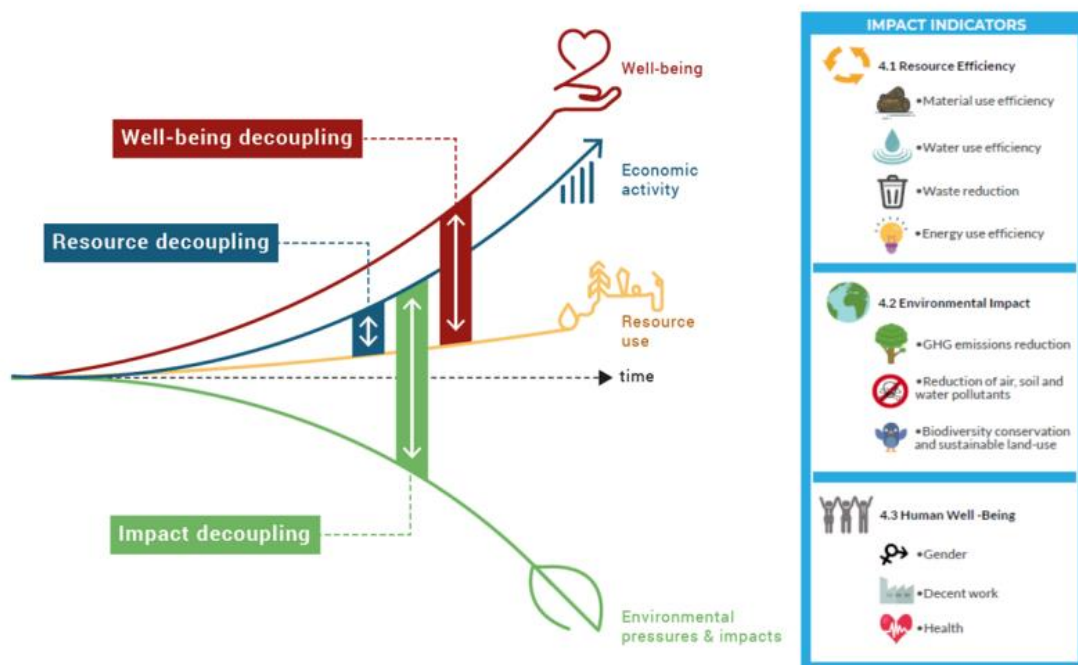 Well-being
Well-being decoupling
Economic
activity
Resource decoupling
Resource
use
time
Impact decoupling
Environmental
pressures & impacts
IMPACT INDICATORS
4.1 Resource Efficiency
•Material use efficiency
•Water use efficiency
•Waste reduction
•Energy use efficiency
4.2 Environmental Impact
•GHG emissions reduction
•Reduction of air, soil and
water pollutants
•Biodiversity conservation
and sustainable land-use
4.3 Human Well -Being
•Gender
•Decent work
•Health